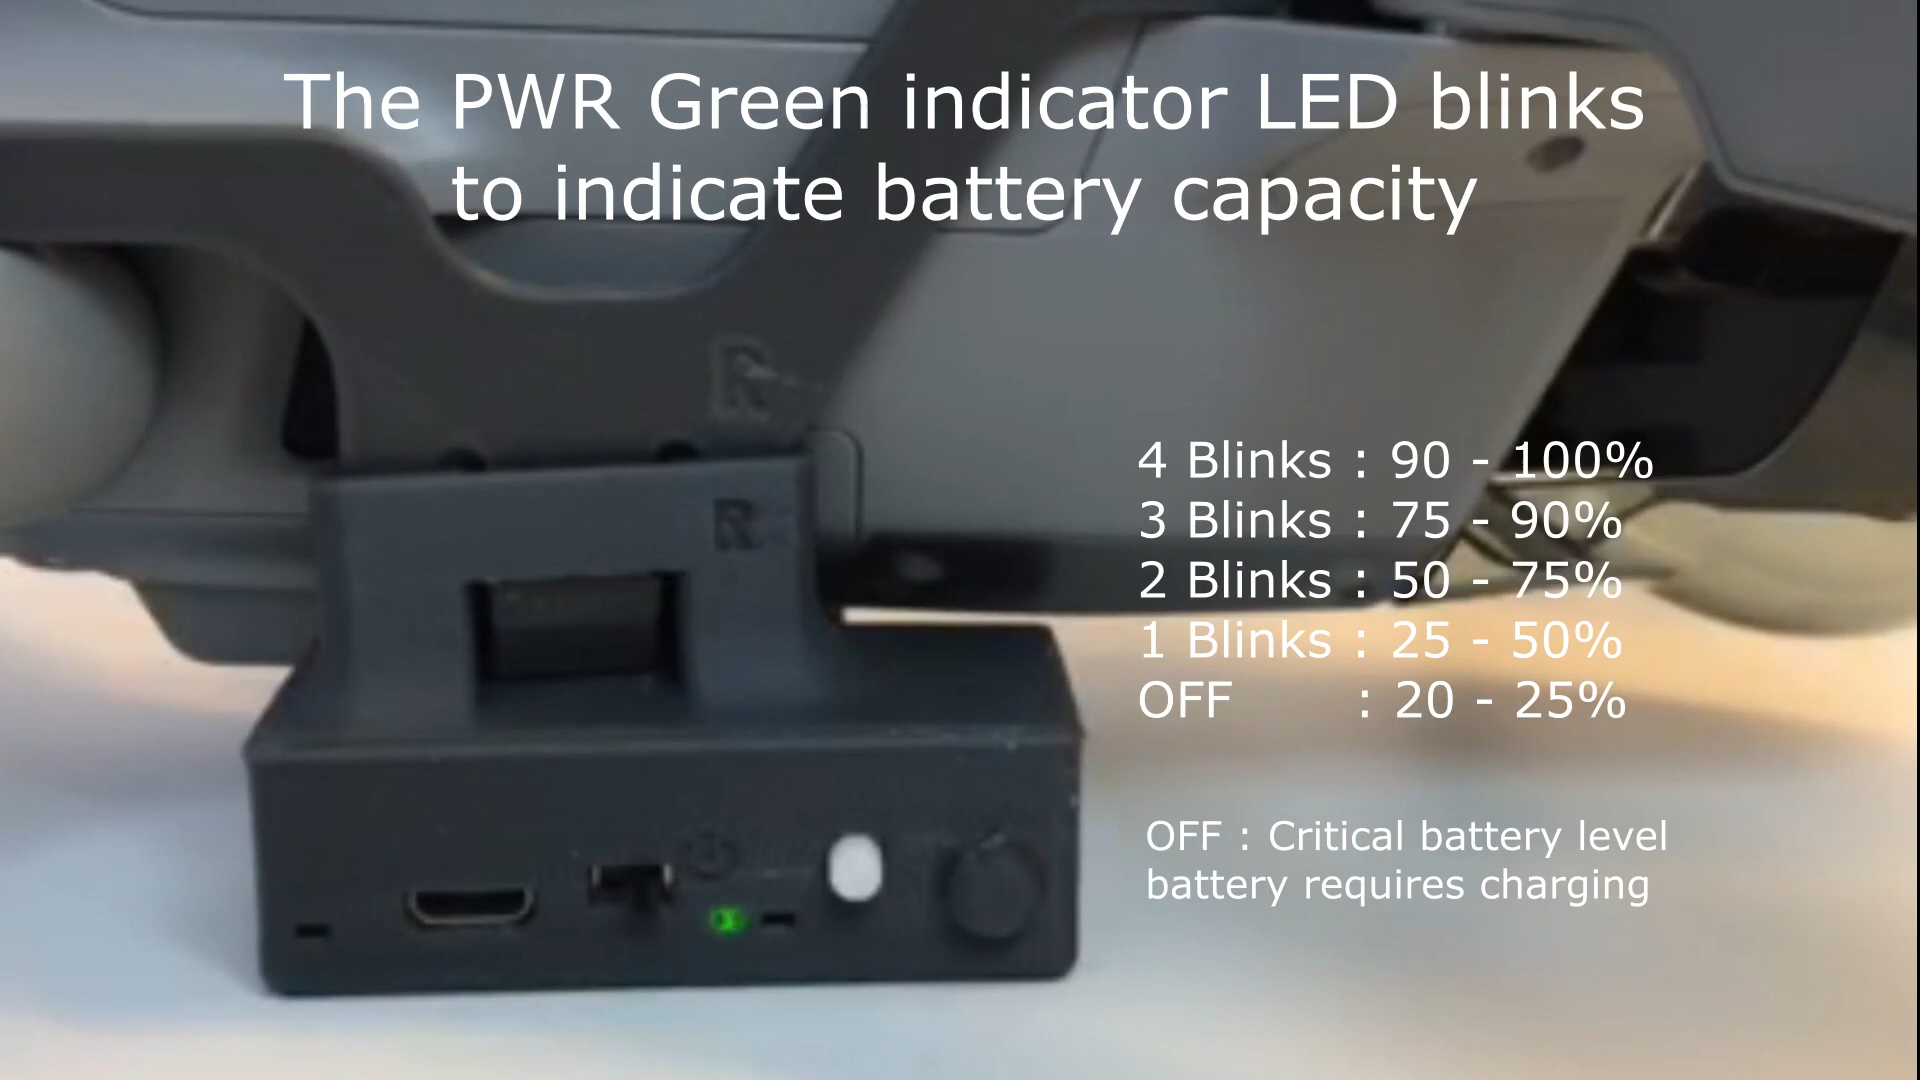 The PWR Green indicator LED blinks
to indicate battery capacity
R
R
4 Blinks : 90 - 100%
3 Blinks : 75 - 90%
2 Blinks : 50 - 75%
1 Blinks : 25 - 50%
OFF : 20 - 25%
OFF : Critical battery level
battery requires charging